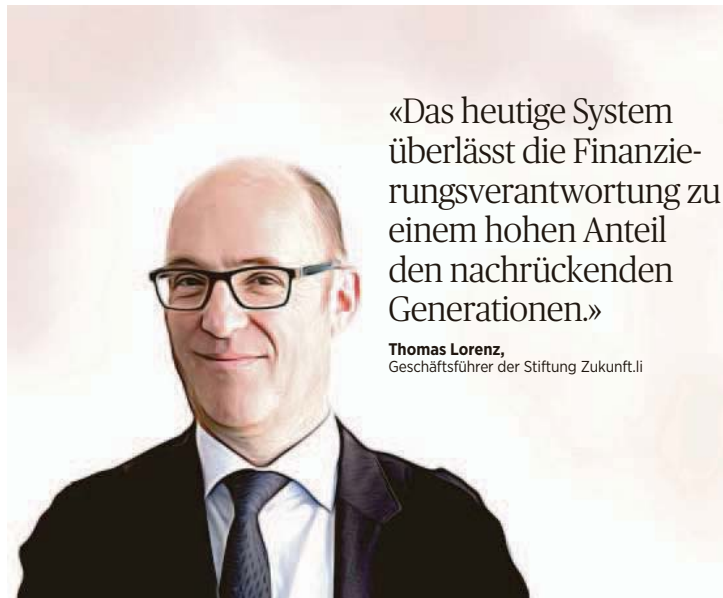 «Das heutige System
überlässt die Finanzie-
rungsverantwortung zu
einem hohen Anteil
den nachrückenden
Generationen.»
Thomas Lorenz,
Geschäftsführer der Stiftung Zukunft.li